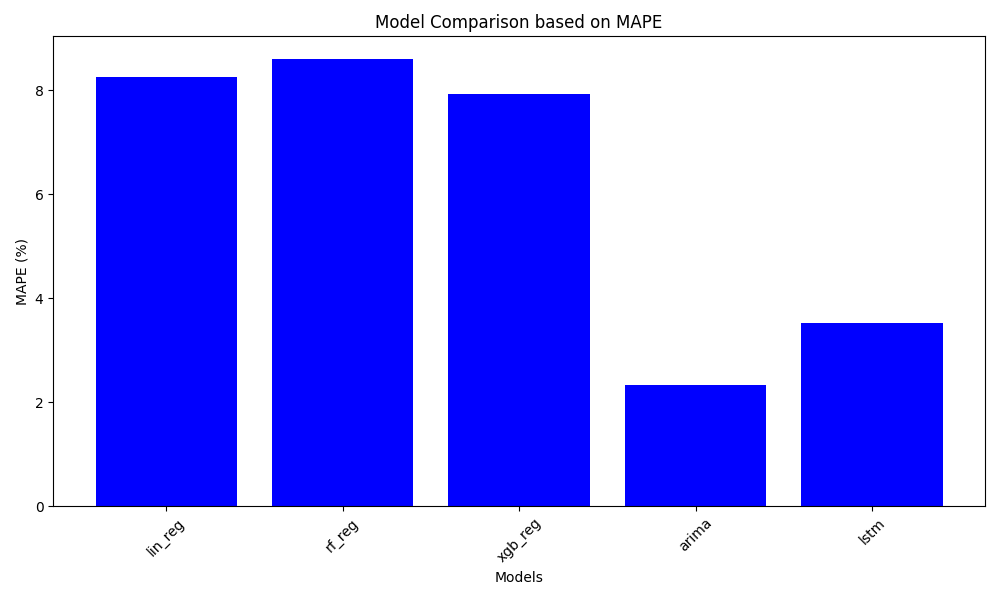 Model Comparison based on MAPE
MAPE (%)
8
6
4
2
0
lin_reg
rf_reg
xgb_reg
arima
lstm
Models